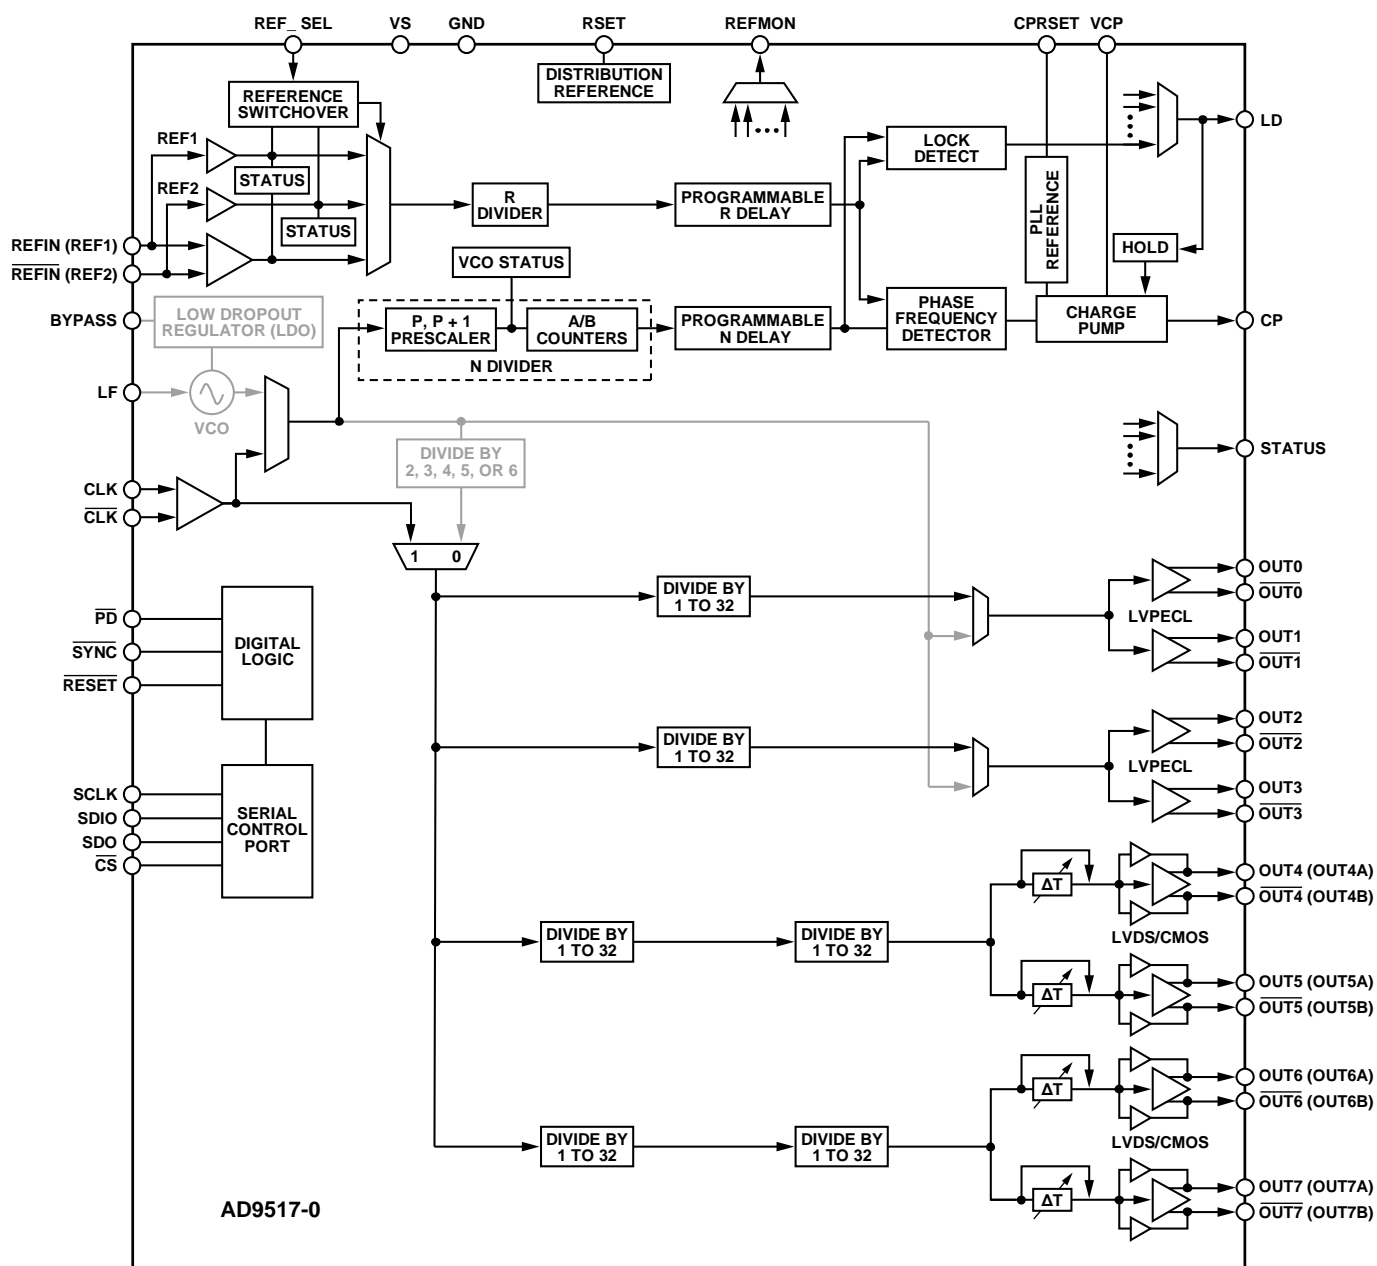 REF_ SEL
VS
GND
RSET
REFMON
CPRSET
VCP
DISTRIBUTION
REFERENCE
REFERENCE
SWITCHOVER
REF1
STATUS
REF2
STATUS
R
DIVIDER
PROGRAMMABLE
R DELAY
LOCK
DETECT
PLL
REFERENCE
HOLD
LD
REFIN (REF1)
REFIN (REF2)
BYPASS
LOW DROPOUT
REGULATOR (LDO)
VCO STATUS
P, P + 1
PRESCALER
A/B
COUNTERS
N DIVIDER
PROGRAMMABLE
N DELAY
PHASE
FREQUENCY
DETECTOR
CHARGE
PUMP
CP
LF
VCO
DIVIDE BY
2, 3, 4, 5, OR 6
STATUS
CLK
CLK
1
0
PD
SYNC
RESET
DIGITAL
LOGIC
DIVIDE BY
1 TO 32
LVPECL
OUT0
OUT0
OUT1
OUT1
DIVIDE BY
1 TO 32
LVPECL
OUT2
OUT2
OUT3
OUT3
SCLK
SDIO
SDO
CS
SERIAL
CONTROL
PORT
DIVIDE BY
1 TO 32
DIVIDE BY
1 TO 32
ΔT
LVDS/CMOS
ΔT
OUT4 (OUT4A)
OUT4 (OUT4B)
OUT5 (OUT5A)
OUT5 (OUT5B)
DIVIDE BY
1 TO 32
DIVIDE BY
1 TO 32
ΔT
LVDS/CMOS
ΔT
OUT6 (OUT6A)
OUT6 (OUT6B)
OUT7 (OUT7A)
OUT7 (OUT7B)
AD9517-0